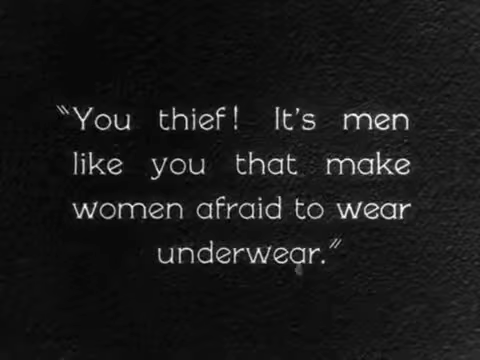 "You thief! It's men
like you that make
women afraid to wear
underwear."